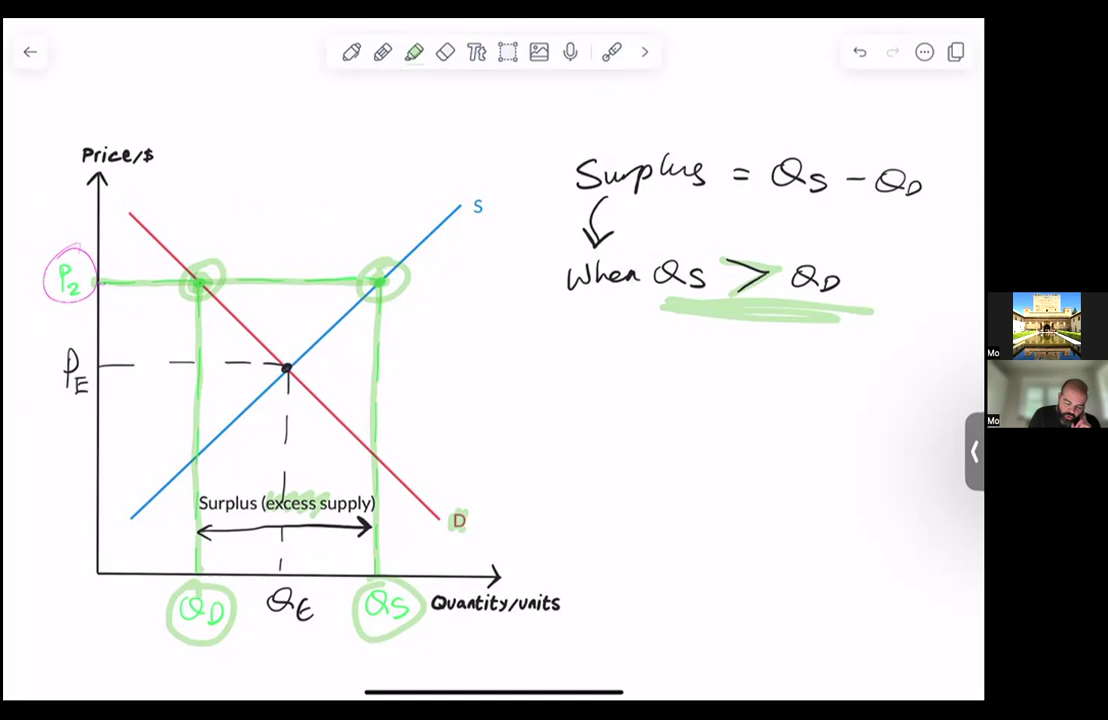 Tt
Price/$
Surplus = QS - QD
S
When QS > QD
P2
PE
Surplus (excess supply)
D
QD
QE
QS
Quantity/units
Mo
Mo